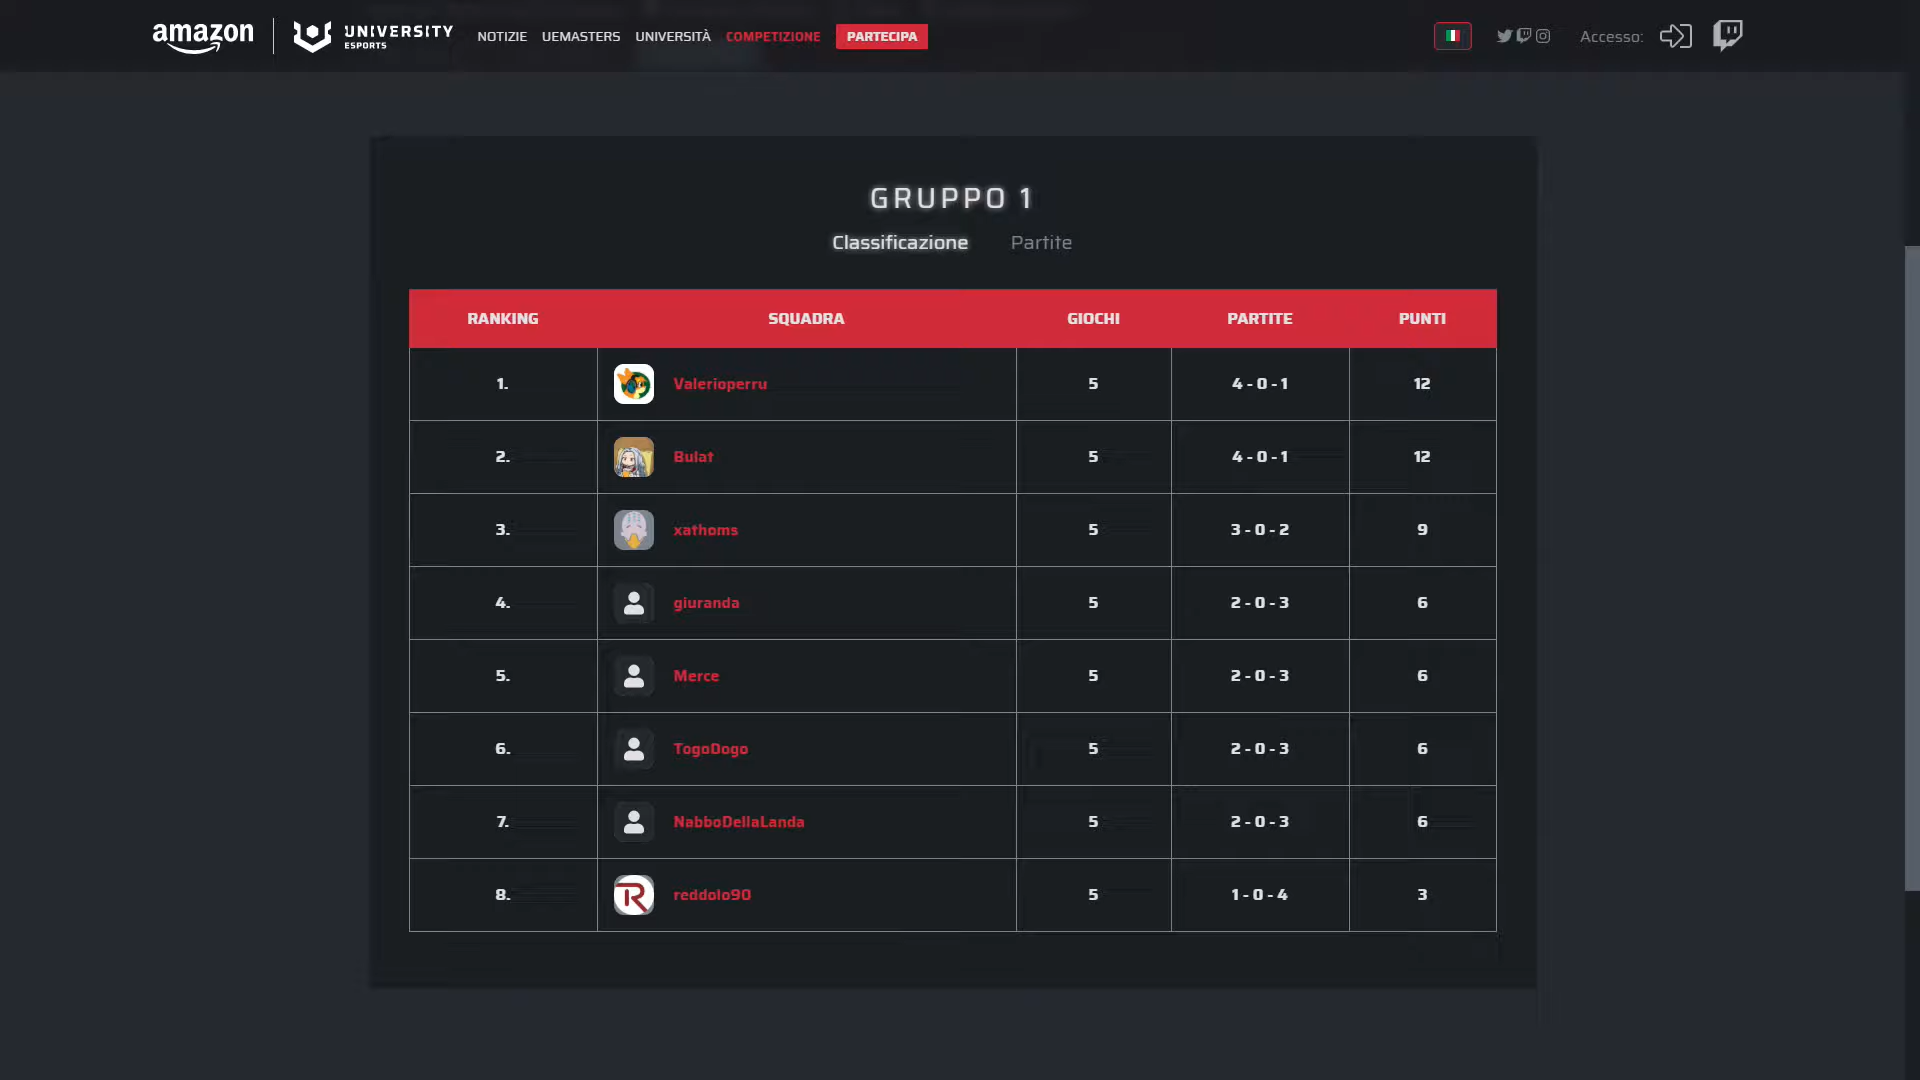 amazon UNIVERSITY ESPORTS NOTIZIE UEMASTERS UNIVERSITÀ COMPETIZIONE PARTECIPA Accesso:
GRUPPO 1
Classificazione Partite
RANKING SQUADRA GIOCHI PARTITE PUNTI
1. Valerioperru 5 4 - 0 - 1 12
2. Bulat 5 4 - 0 - 1 12
3. xathoms 5 3 - 0 - 2 9
4. giuranda 5 2 - 0 - 3 6
5. Merce 5 2 - 0 - 3 6
6. TogoDogo 5 2 - 0 - 3 6
7. NabboDellaLanda 5 2 - 0 - 3 6
8. R reddolo90 5 1 - 0 - 4 3